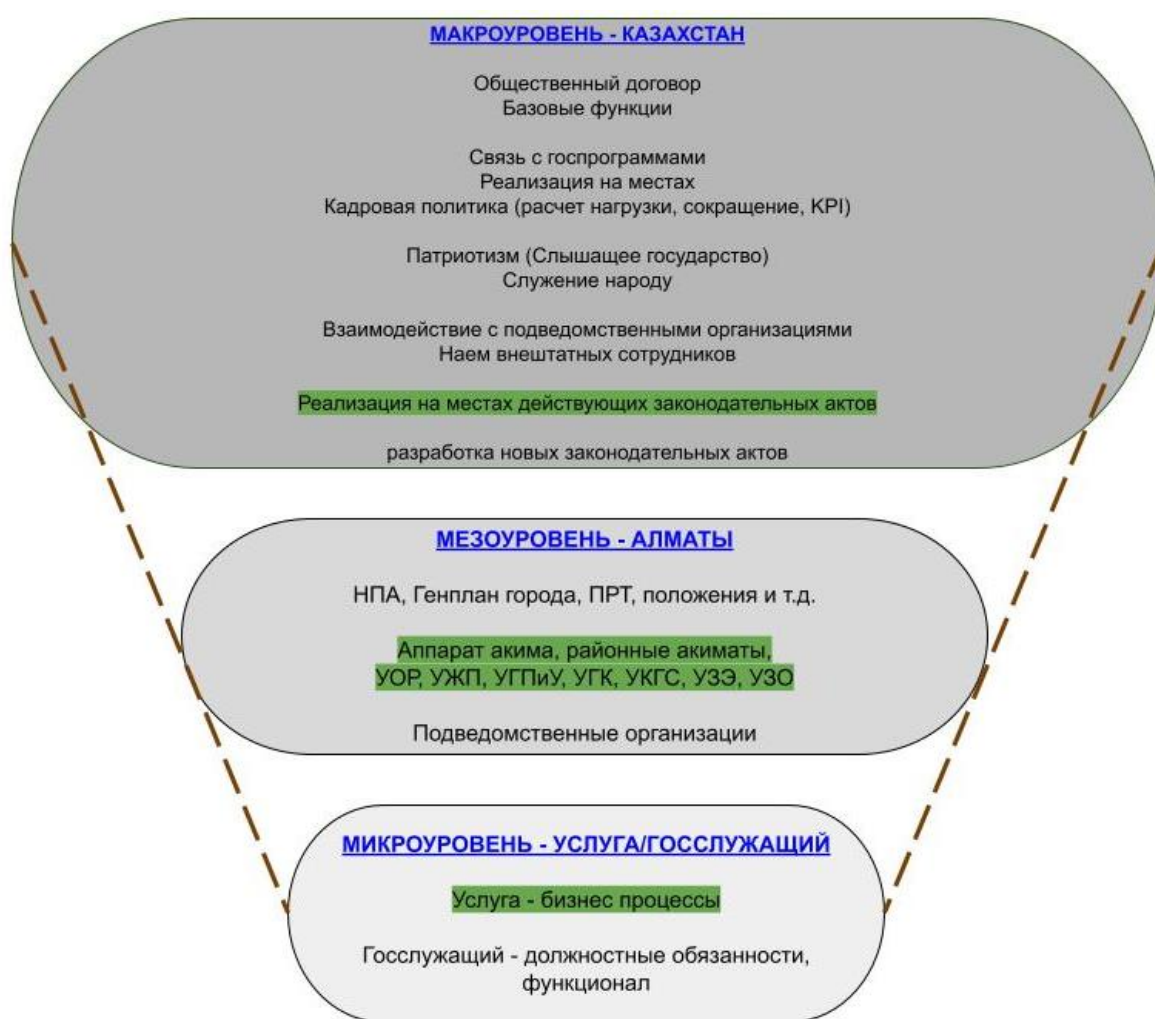 МАКРОУРОВЕНЬ - КАЗАХСТАН
Общественный договор
Базовые функции
Связь с госпрограммами
Реализация на местах
Кадровая политика (расчет нагрузки, сокращение, KPI)
Патриотизм (Слышащее государство)
Служение народу
Взаимодействие с подведомственными организациями
Наем внештатных сотрудников
Реализация на местах действующих законодательных актов
разработка новых законодательных актов
МЕЗОУРОВЕНЬ - АЛМАТЫ
НПА, Генплан города, ПРТ, положения и т.д.
Аппарат акима, районные акиматы,
УОР, УЖП, УГПиУ, УГК, УКГС, УЗЭ, УЗО
Подведомственные организации
МИКРОУРОВЕНЬ - УСЛУГА/ГОССЛУЖАЩИЙ
Услуга - бизнес процессы
Госслужащий - должностные обязанности,
функционал